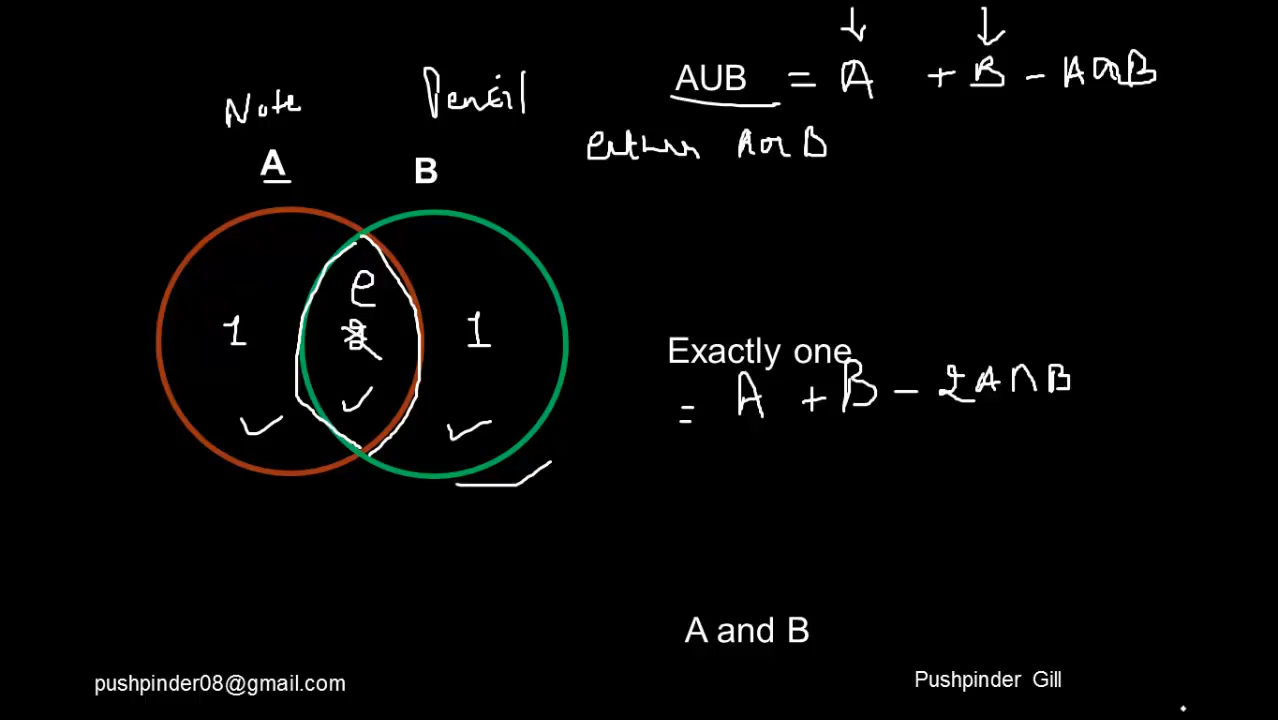 AUB = A + B - A∩B
either A or B
Note Pencil
A B
e
1 1
Exactly one
= A + B - 2A∩B
A and B
pushpinder08@gmail.com
Pushpinder Gill